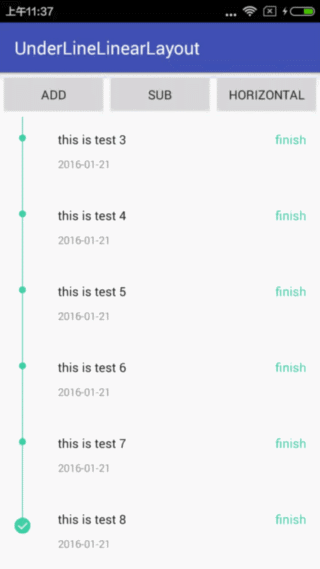 上午11:37
UnderLineLinearLayout
ADD SUB HORIZONTAL
this is test 3 finish
2016-01-21
this is test 4 finish
2016-01-21
this is test 5 finish
2016-01-21
this is test 6 finish
2016-01-21
this is test 7 finish
2016-01-21
this is test 8 finish
2016-01-21